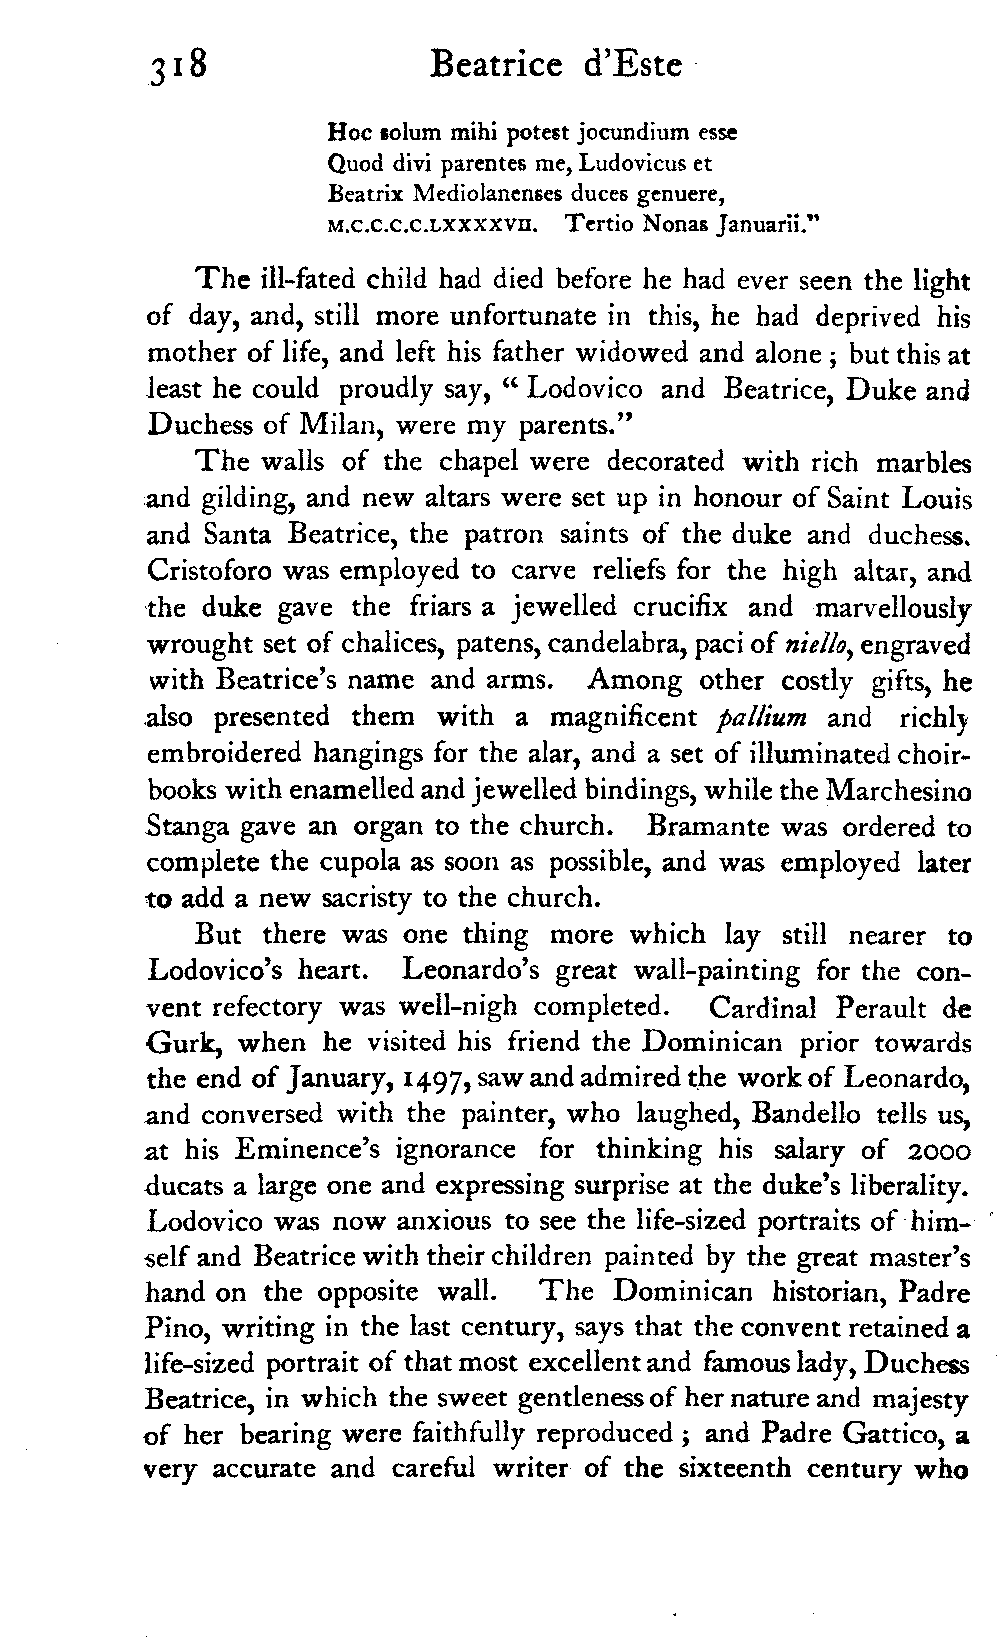 318 Beatrice d'Este
Hoc solum mihi potest jocundium esse
Quod divi parentes me, Ludovicus et
Beatrix Mediolanenses duces genuere,
M.C.C.C.C.LXXXXVII. Tertio Nonas Januarii."
The ill-fated child had died before he had ever seen the light
of day, and, still more unfortunate in this, he had deprived his
mother of life, and left his father widowed and alone ; but this at
least he could proudly say, " Lodovico and Beatrice, Duke and
Duchess of Milan, were my parents."
The walls of the chapel were decorated with rich marbles
and gilding, and new altars were set up in honour of Saint Louis
and Santa Beatrice, the patron saints of the duke and duchess.
Cristoforo was employed to carve reliefs for the high altar, and
the duke gave the friars a jewelled crucifix and marvellously
wrought set of chalices, patens, candelabra, paci of niello, engraved
with Beatrice's name and arms. Among other costly gifts, he
also presented them with a magnificent pallium and richly
embroidered hangings for the alar, and a set of illuminated choir-
books with enamelled and jewelled bindings, while the Marchesino
Stanga gave an organ to the church. Bramante was ordered to
complete the cupola as soon as possible, and was employed later
to add a new sacristy to the church.
But there was one thing more which lay still nearer to
Lodovico's heart. Leonardo's great wall-painting for the con-
vent refectory was well-nigh completed. Cardinal Perault de
Gurk, when he visited his friend the Dominican prior towards
the end of January, 1497, saw and admired the work of Leonardo,
and conversed with the painter, who laughed, Bandello tells us,
at his Eminence's ignorance for thinking his salary of 2000
ducats a large one and expressing surprise at the duke's liberality.
Lodovico was now anxious to see the life-sized portraits of him-
self and Beatrice with their children painted by the great master's
hand on the opposite wall. The Dominican historian, Padre
Pino, writing in the last century, says that the convent retained a
life-sized portrait of that most excellent and famous lady, Duchess
Beatrice, in which the sweet gentleness of her nature and majesty
of her bearing were faithfully reproduced ; and Padre Gattico, a
very accurate and careful writer of the sixteenth century who